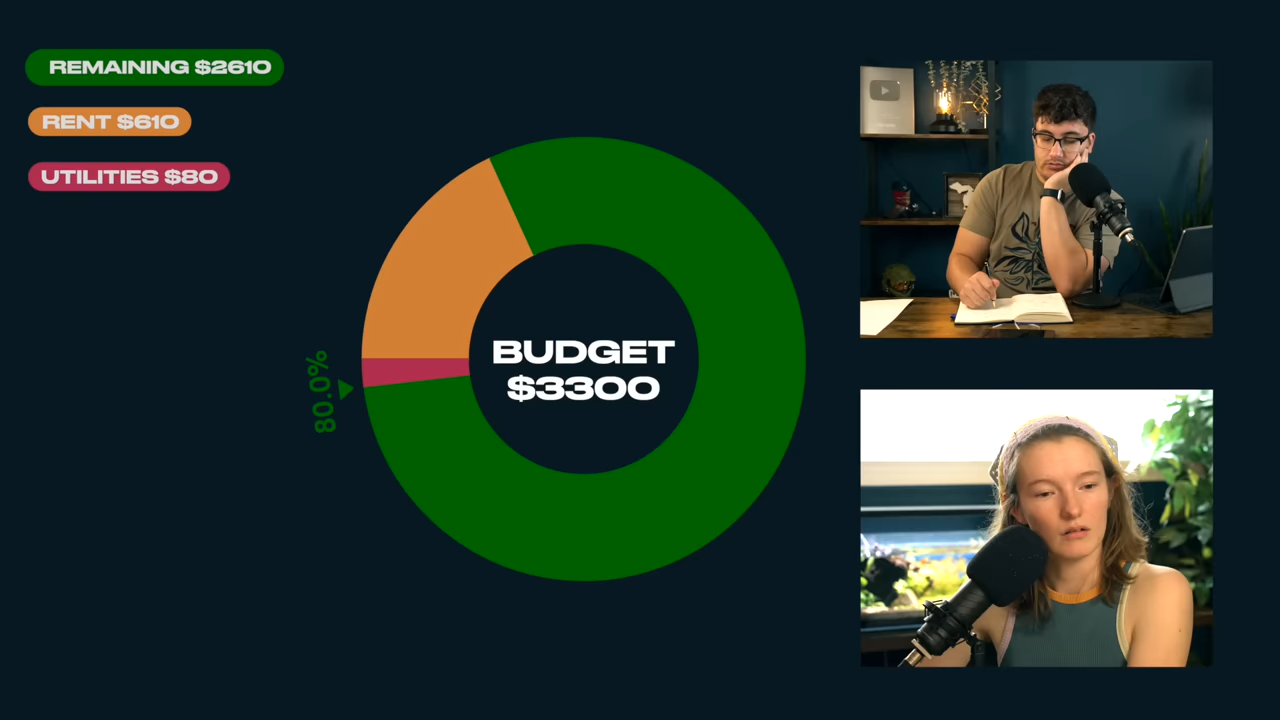 REMAINING $2610
RENT $610
UTILITIES $80
80.0%
BUDGET
$3300